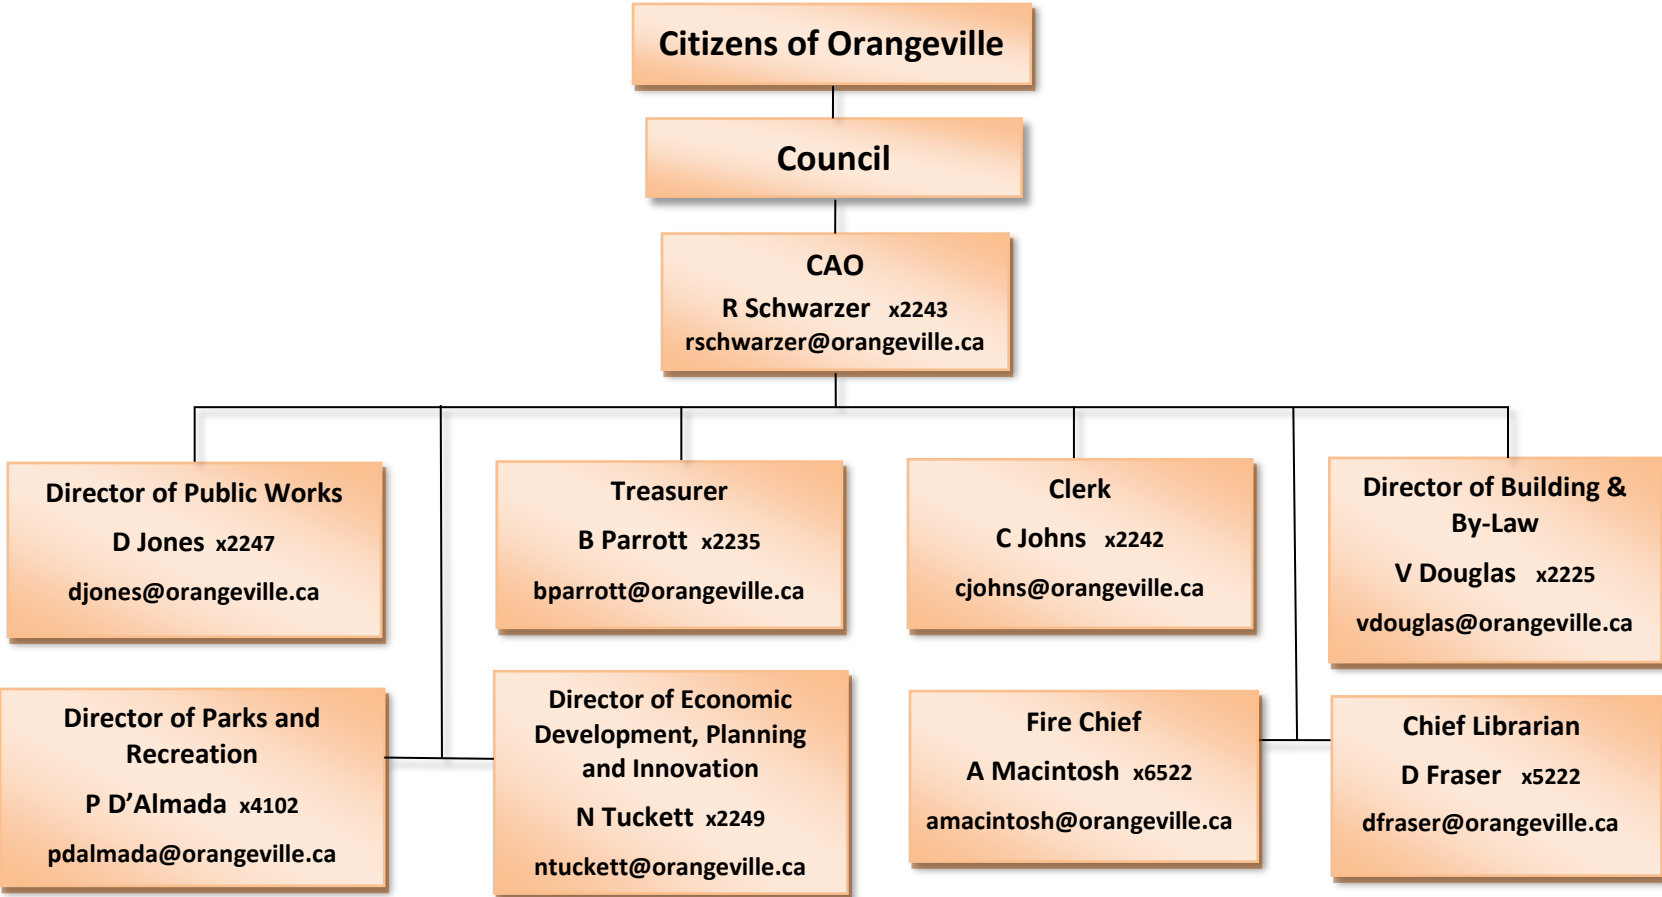 Citizens of Orangeville
Council
CAO
R Schwarzer x2243
rschwarzer@orangeville.ca
Director of Public Works
D Jones x2247
djones@orangeville.ca
Treasurer
B Parrott x2235
bparrott@orangeville.ca
Clerk
C Johns x2242
cjohns@orangeville.ca
Director of Building &
By-Law
V Douglas x2225
vdouglas@orangeville.ca
Director of Parks and
Recreation
P D’Almada x4102
pdalmada@orangeville.ca
Director of Economic
Development, Planning
and Innovation
N Tuckett x2249
ntuckett@orangeville.ca
Fire Chief
A Macintosh x6522
amacintosh@orangeville.ca
Chief Librarian
D Fraser x5222
dfraser@orangeville.ca